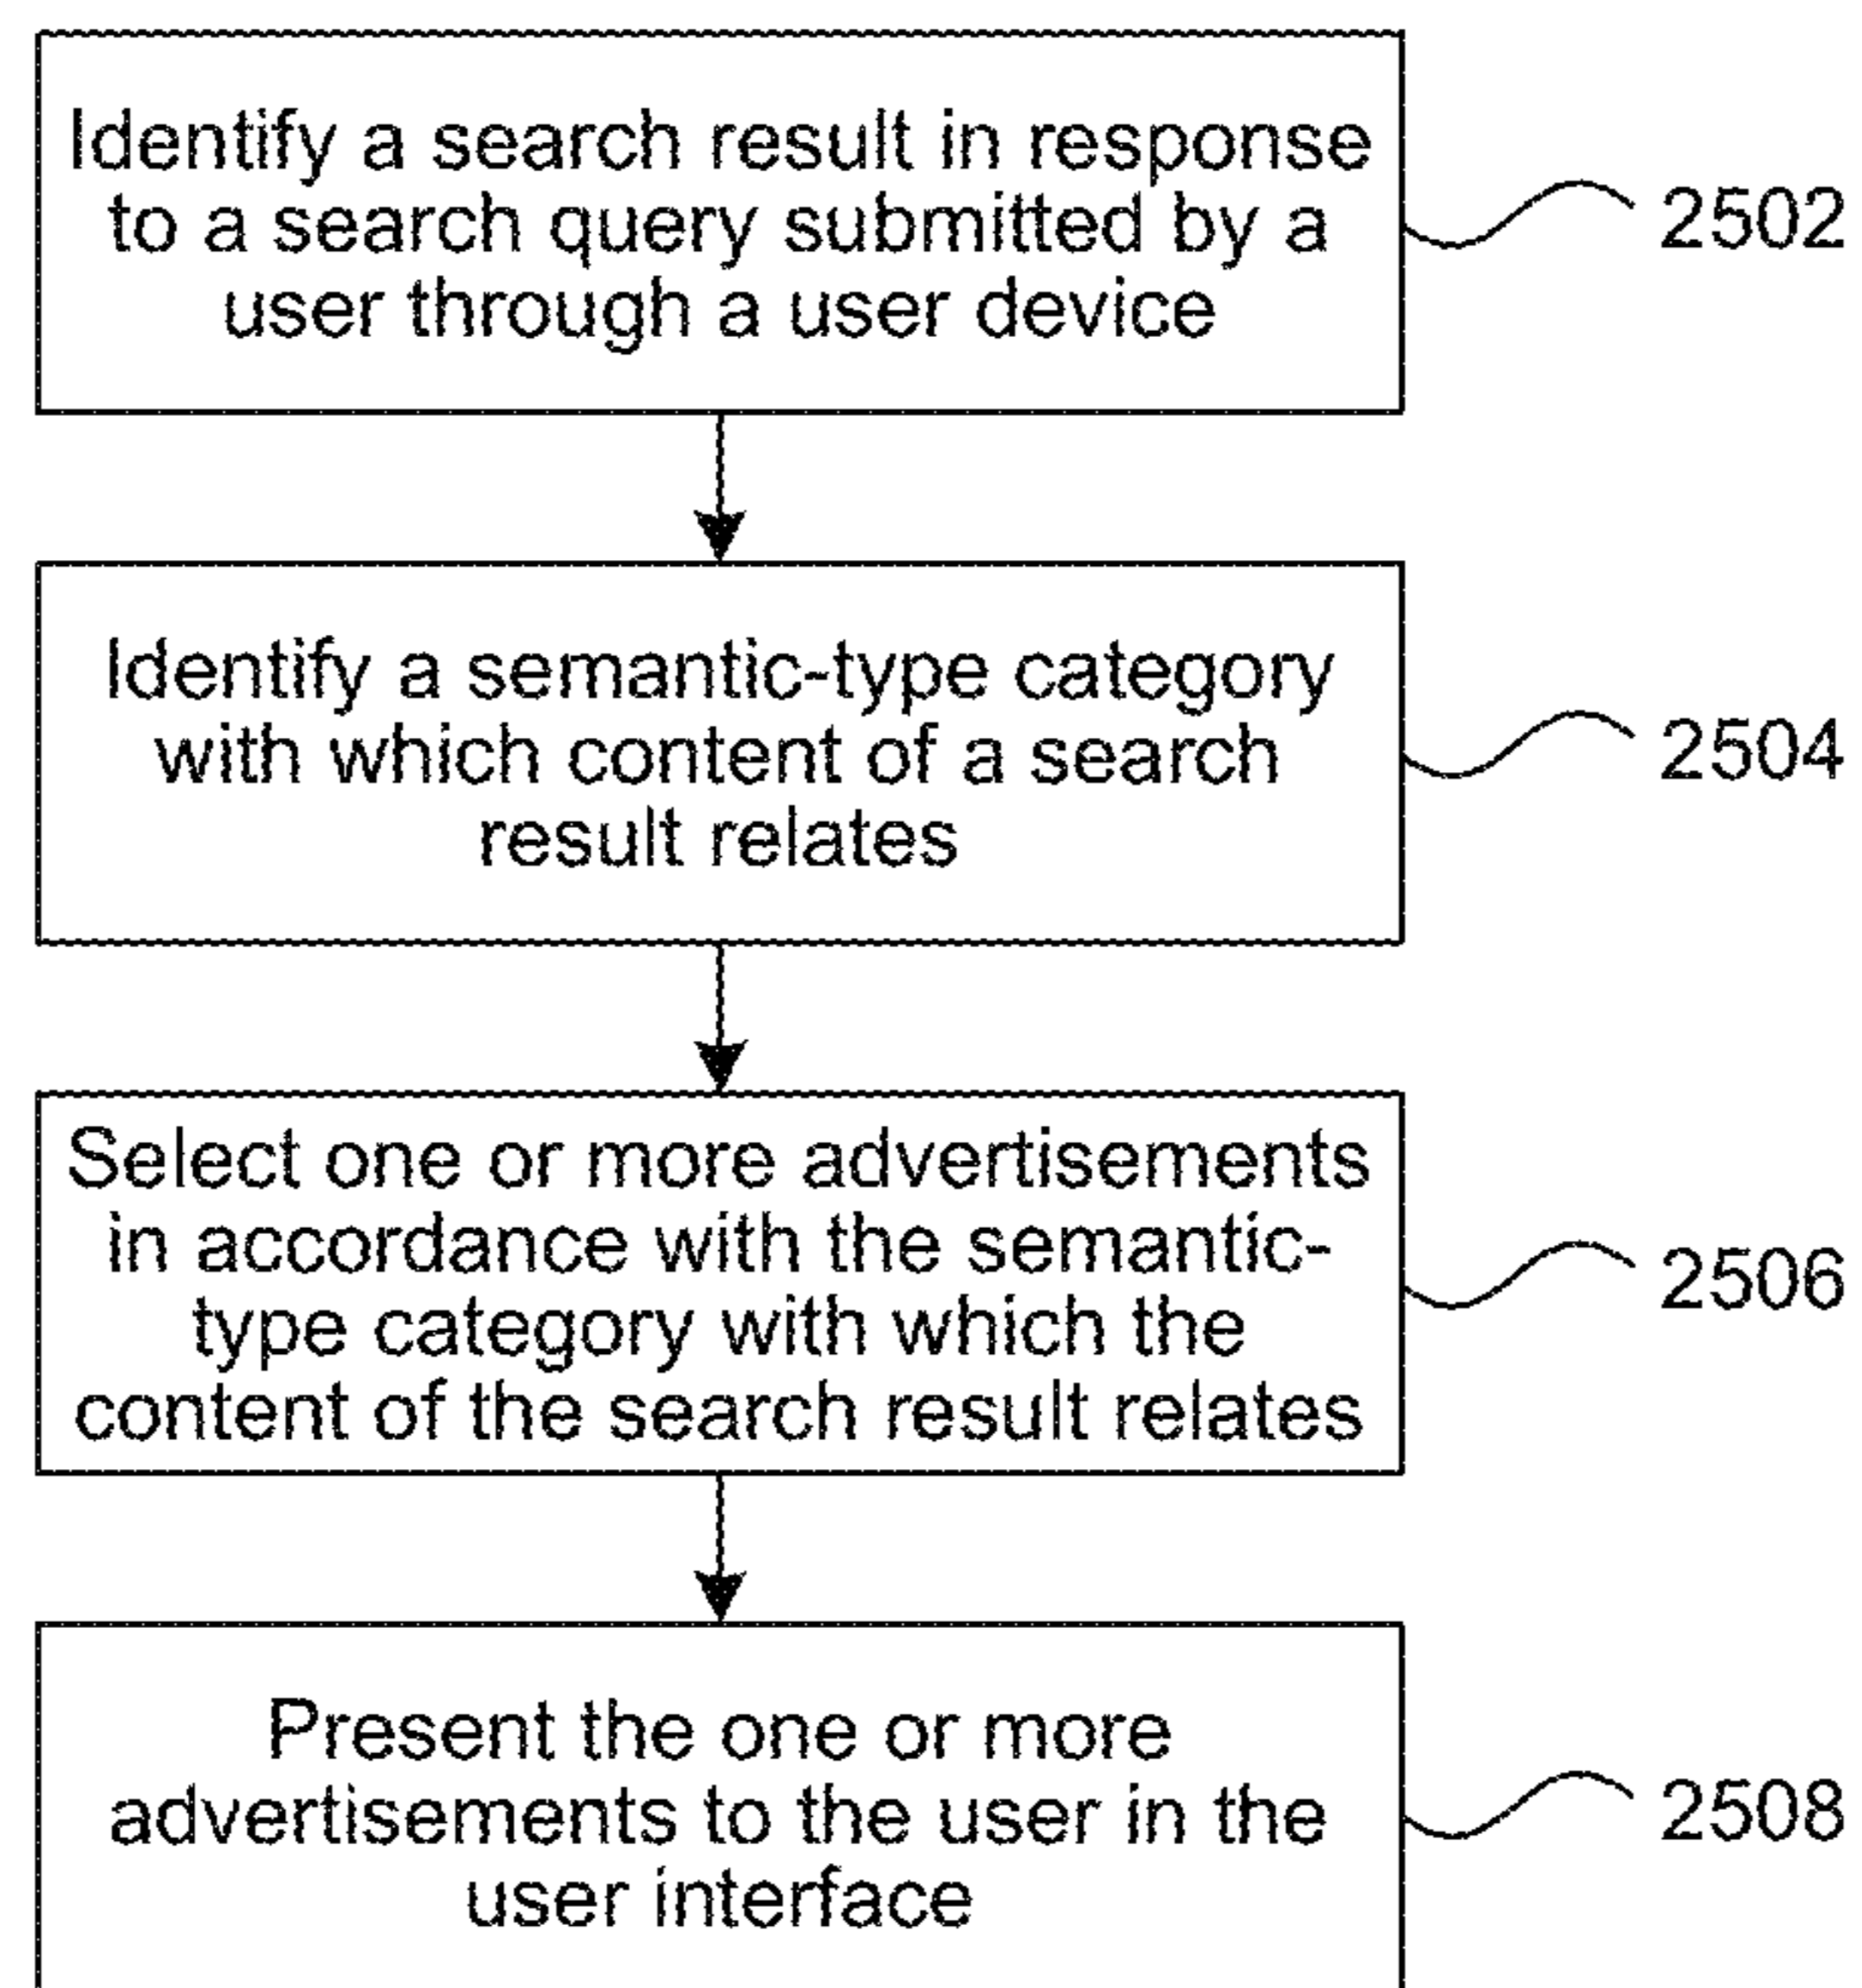 Identify a search result in response
to a search query submitted by a
user through a user device
2502
Identify a semantic-type category
with which content of a search
result relates
2504
Select one or more advertisements
in accordance with the semantic-
type category with which the
content of the search result relates
2506
Present the one or more
advertisements to the user in the
user interface
2508